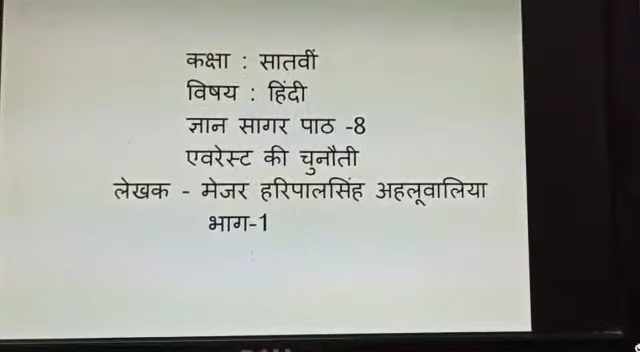 कक्षा : सातवीं
विषय : हिंदी
ज्ञान सागर पाठ -8
एवरेस्ट की चुनौती
लेखक - मेजर हरिपालसिंह अहलूवालिया
भाग-1